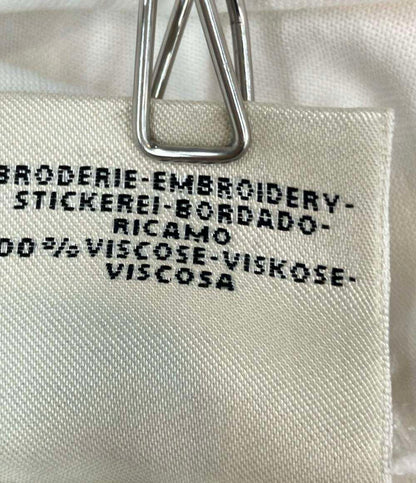 BRODERIE-EMBROIDERY-
STICKEREI-BORDADO-
RICAMO
00%VISCOSE-VISKOSE-
VISCOSA